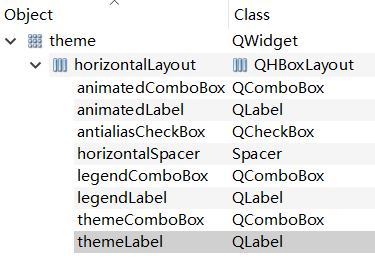 Object Class
theme QWidget
horizontalLayout QHBoxLayout
animatedComboBox QComboBox
animatedLabel QLabel
antialiasCheckBox QCheckBox
horizontalSpacer Spacer
legendComboBox QComboBox
legendLabel QLabel
themeComboBox QComboBox
themeLabel QLabel